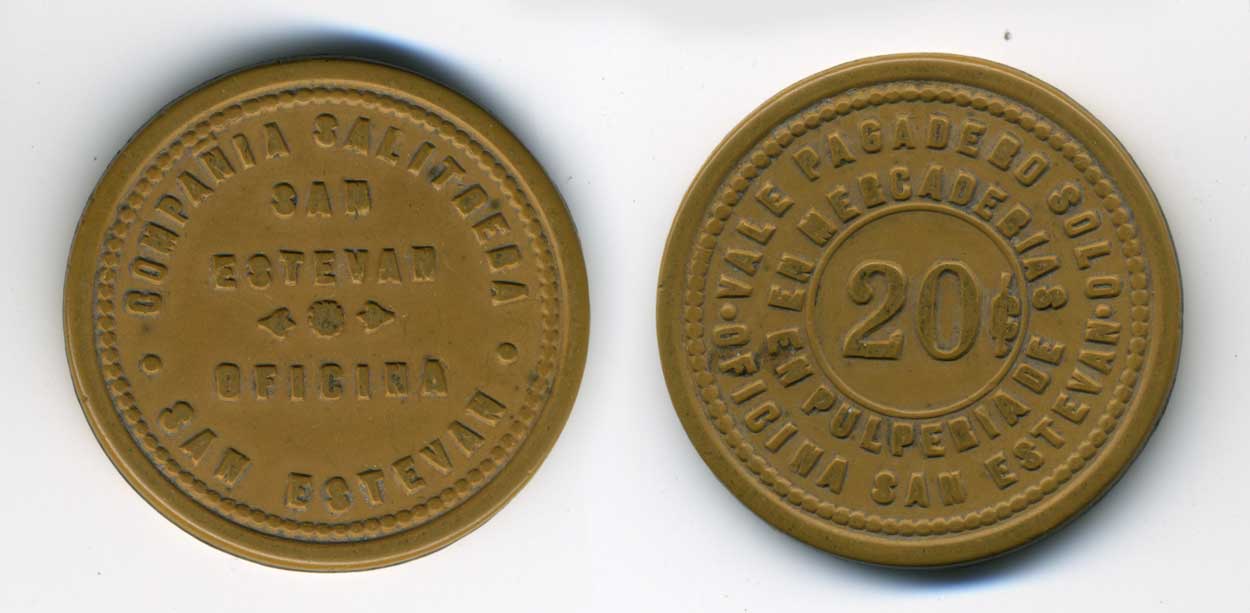 COMPAÑIA SALITRERA
SAN
ESTEVAN
OFICINA
SAN ESTEVAN
VALE PAGADERO SOLO
EN MERCADERIAS
20¢
EN PULPERIA DE
OFICINA SAN ESTEVAN